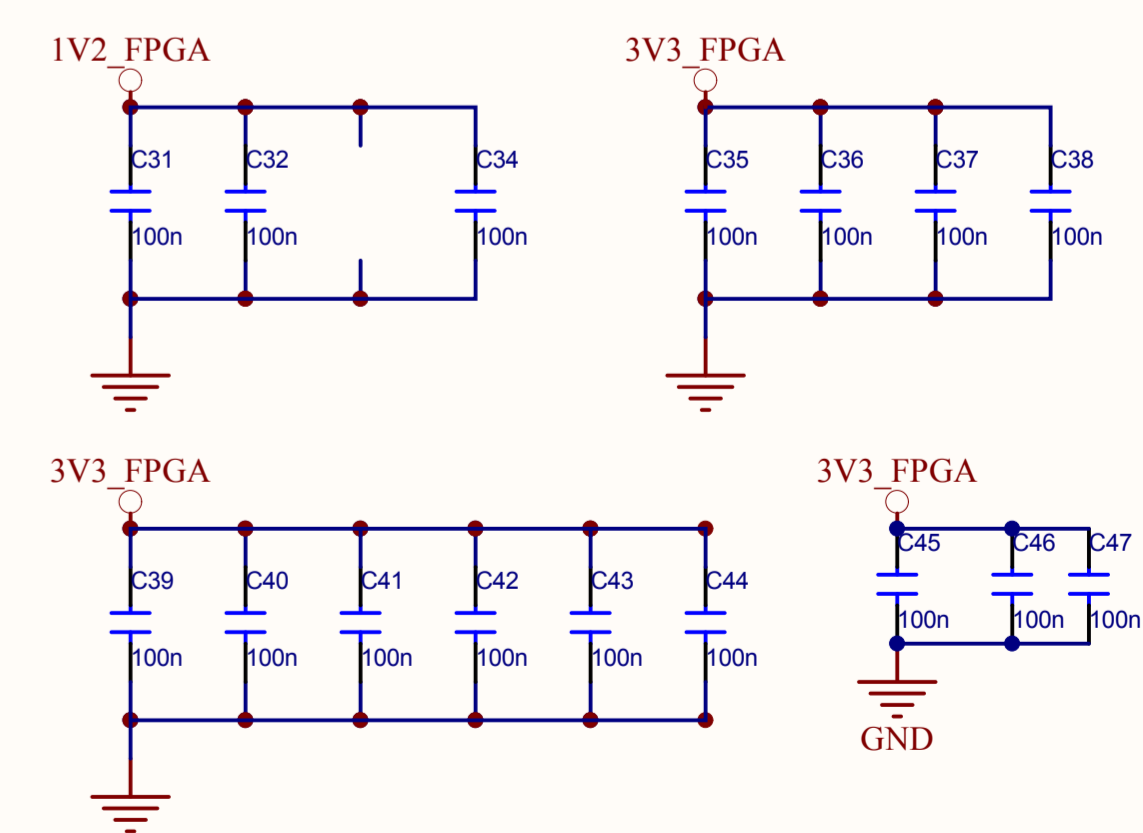 1V2_FPGA
3V3_FPGA
C31 C32 C34
C35 C36 C37 C38
100n 100n 100n
100n 100n 100n 100n
3V3_FPGA
3V3_FPGA
C39 C40 C41 C42 C43 C44
C45 C46 C47
100n 100n 100n 100n 100n 100n
100n 100n 100n
GND